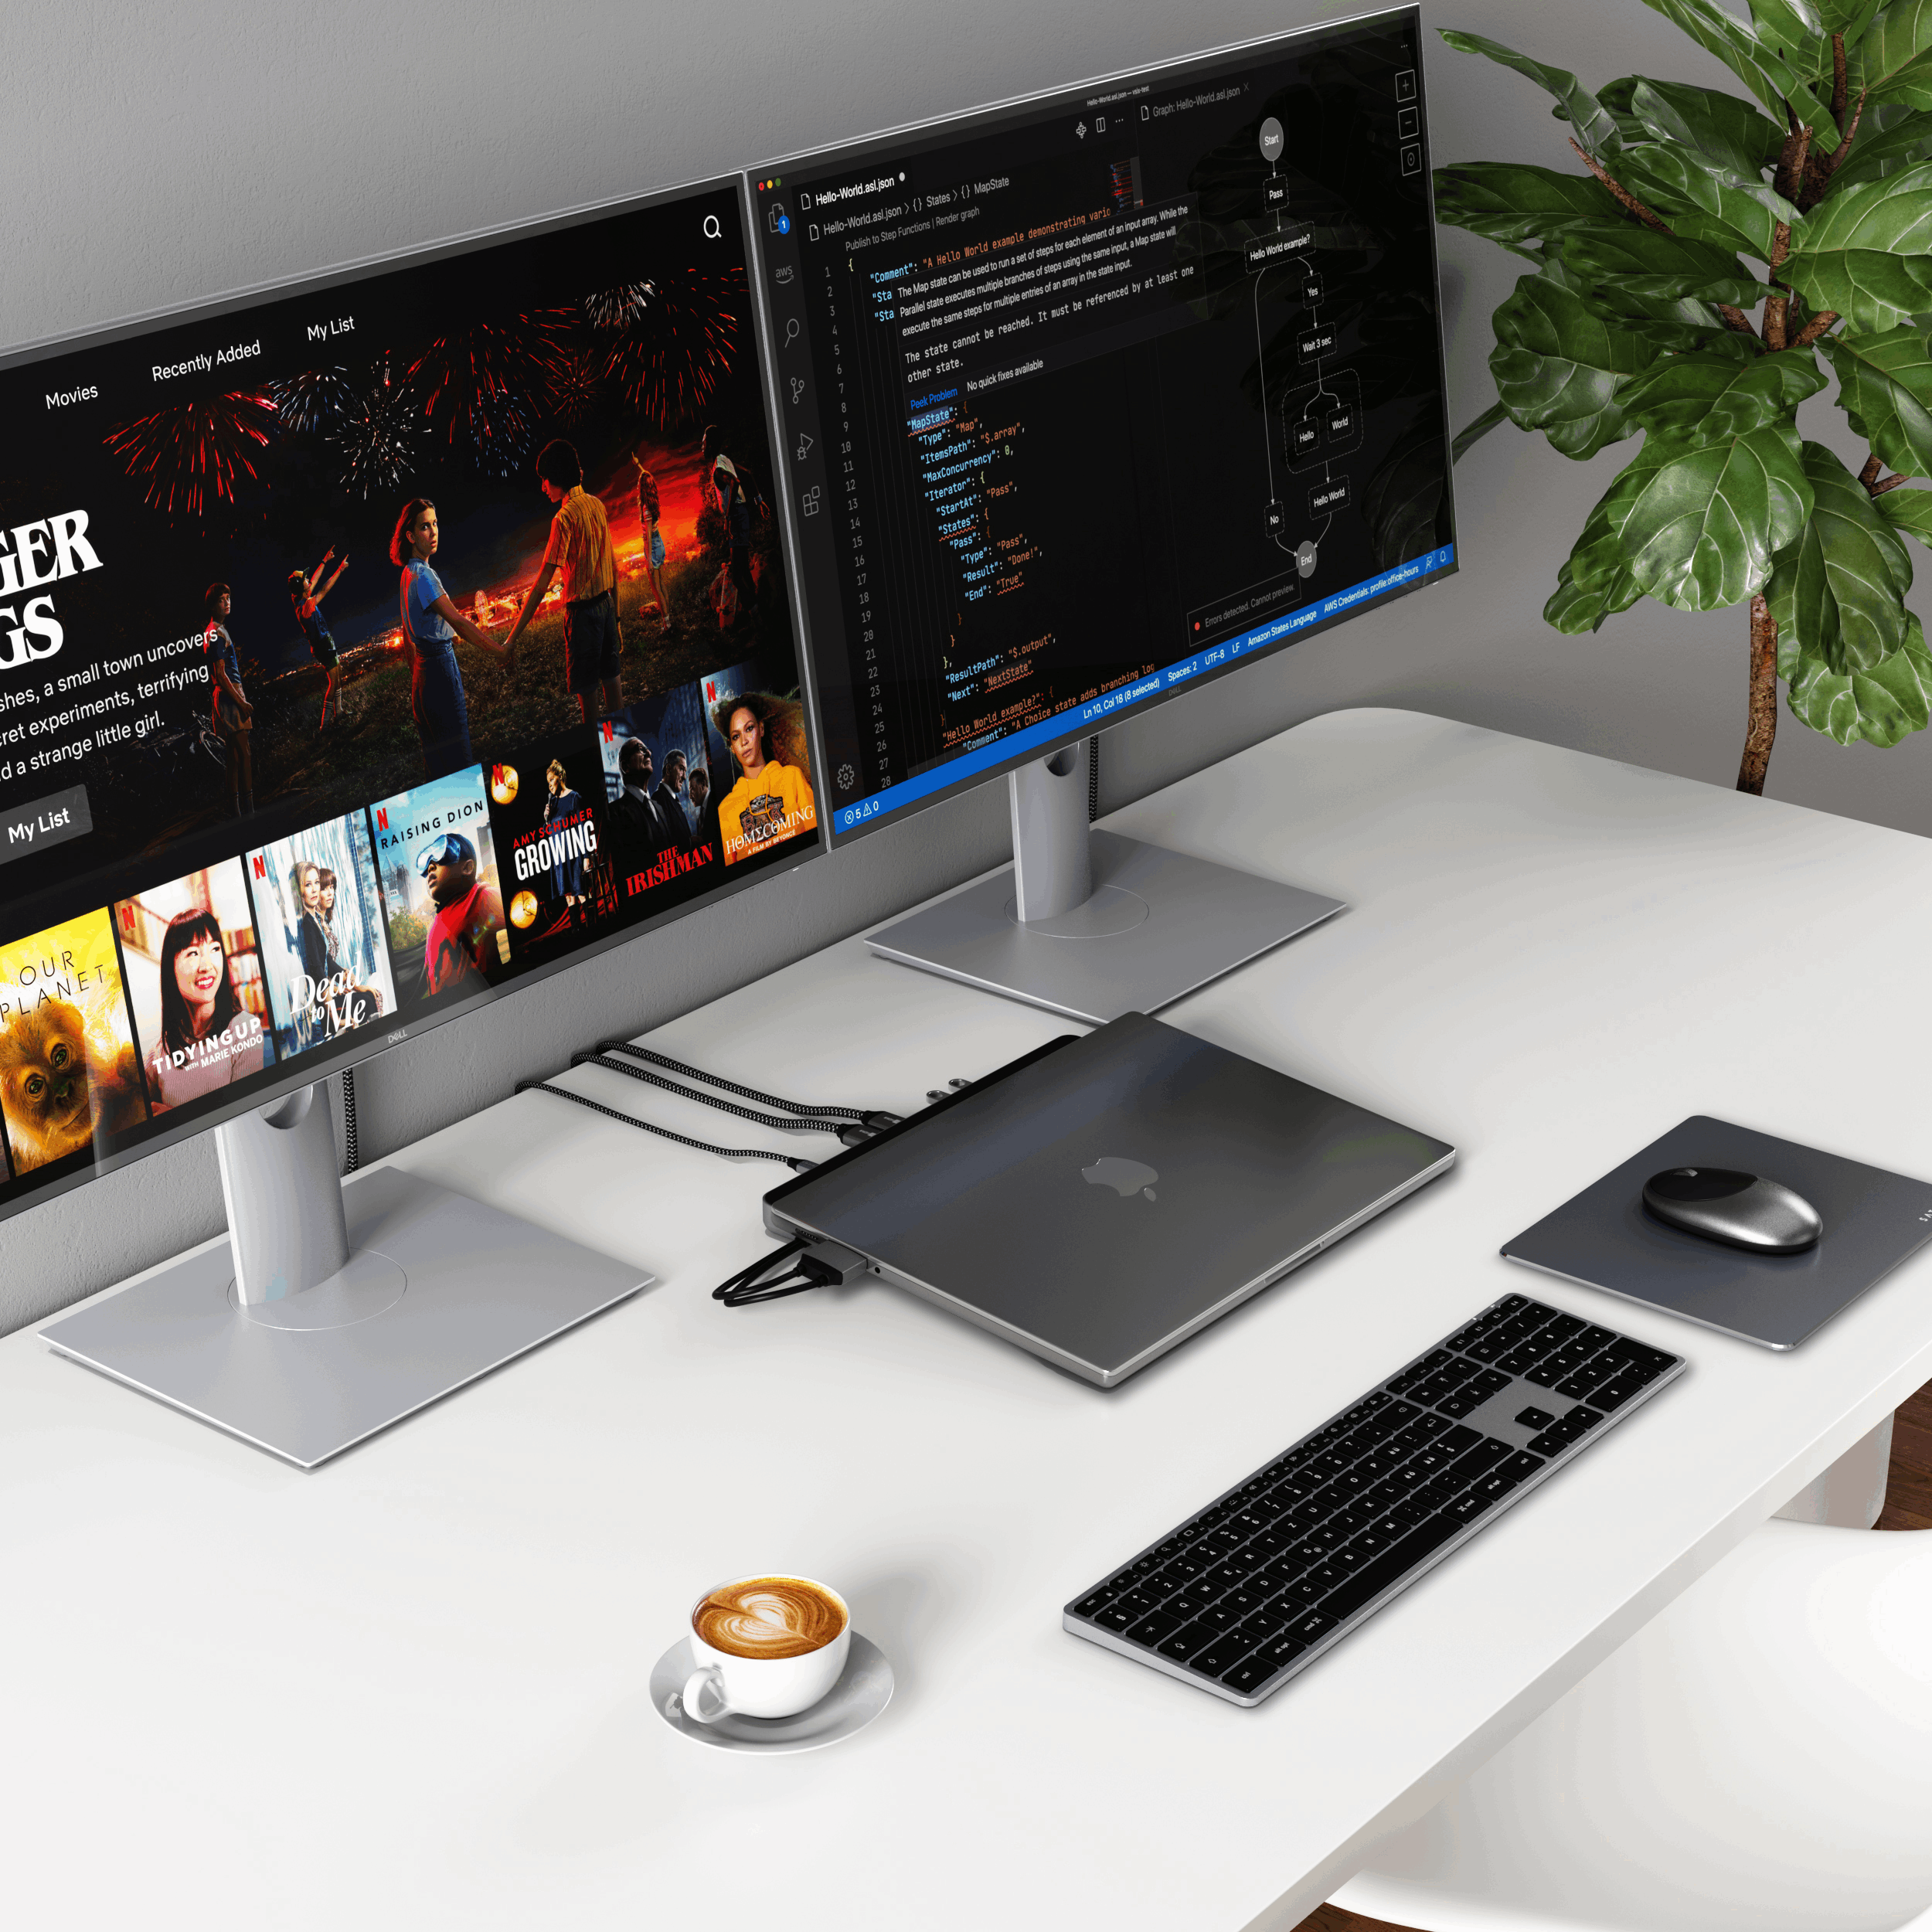 Movies
Recently Added
My List
GER
GS
shes, a small town uncovers
cret experiments, terrifying
d a strange little girl.
My List
OUR
PLANET
N
TIDYING UP
WITH MARIE KONDO
N
Dead
to Me
N
RAISING DION
N
AMY SCHUMER
GROWING
N
THE
IRISHMAN
N
HOMECOMING
A FILM BY BEYONCÉ
DELL
Hello-World.asl.json — vsix-test
Hello-World.asl.json
Hello-World.asl.json > {} States > {} MapState
Publish to Step Functions | Render graph
1
aws
1 {
2 "Comment": "A Hello World example demonstrating vario
3 "Sta
4 "Sta
The Map state can be used to run a set of steps for each element of an input array. While the
Parallel state executes multiple branches of steps using the same input, a Map state will
execute the same steps for multiple entries of an array in the state input.
The state cannot be reached. It must be referenced by at least one
other state.
Peek Problem No quick fixes available
5
6
7
8
9
10 "MapState": {
11 "Type": "Map",
12 "ItemsPath": "$.array",
13 "MaxConcurrency": 0,
14 "Iterator": {
15 "StartAt": "Pass",
16 "States": {
17 "Pass": {
18 "Type": "Pass",
19 "Result": "Done!",
20 "End": "True"
21 }
22 }
23 },
24 "ResultPath": "$.output",
25 "Next": "NextState"
26 }
27 "Hello World example?": {
28 "Comment": "A Choice state adds branching log
Graph: Hello-World.asl.json
Start
Pass
Hello World example?
Yes
Wait 3 sec
Hello
World
Hello World
No
End
Errors detected. Cannot preview.
5 0
Ln 10, Col 18 (8 selected)
Spaces: 2
UTF-8
LF
Amazon States Language
AWS Credentials: profile:office-hours
DELL